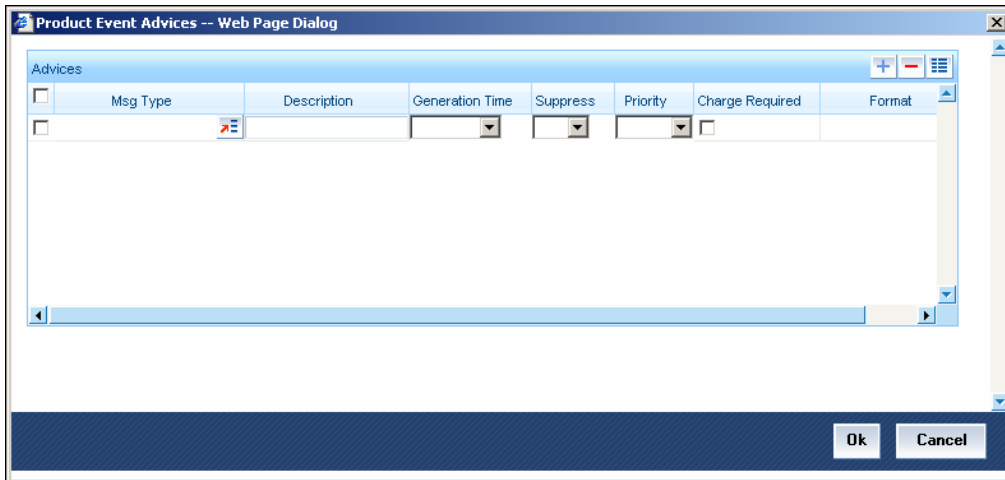 Product Event Advices -- Web Page Dialog
Advices
Msg Type Description Generation Time Suppress Priority Charge Required Format
Ok Cancel